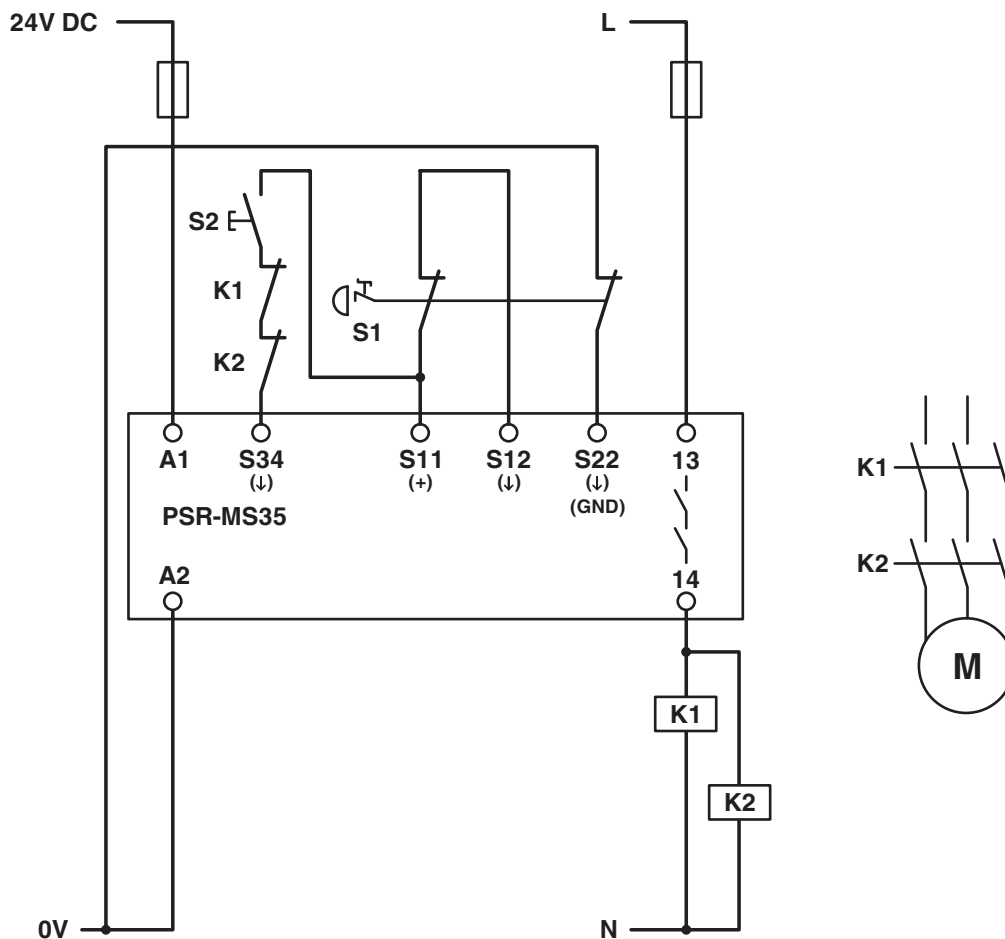 24V DC
L
S2
K1
S1
K2
A1 S34 S11 S12 S22 13
(↓) (+) (↓) (↓)
(GND)
PSR-MS35
A2
14
K1
K2
M
K1
K2
0V
N